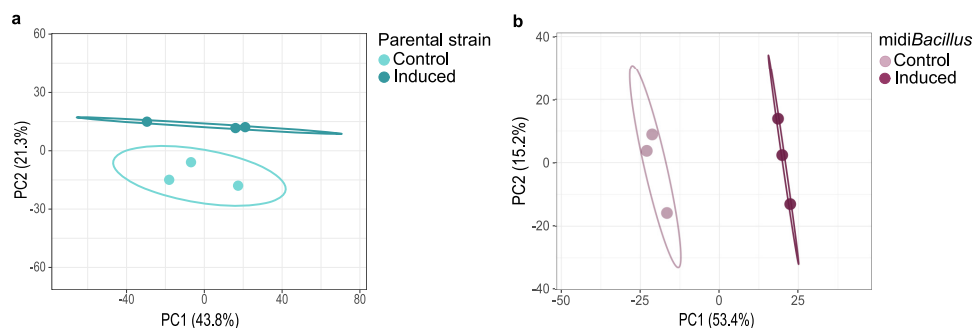 a
Parental strain
Control
Induced
60
30
0
-30
-60
PC2 (21.3%)
-40
0
40
80
PC1 (43.8%)
b
midiBacillus
Control
Induced
40
20
0
-20
-40
PC2 (15.2%)
-50
-25
0
25
PC1 (53.4%)